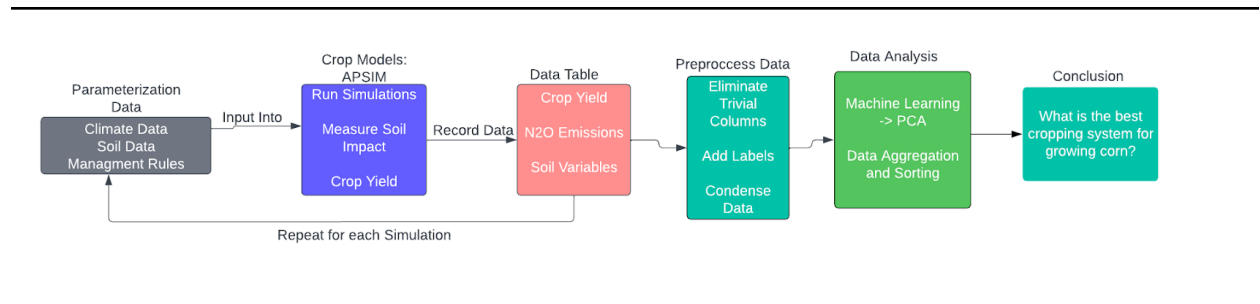 Parameterization
Data
Climate Data
Soil Data
Managment Rules
Input Into
Crop Models:
APSIM
Run Simulations
Measure Soil
Impact
Crop Yield
Record Data
Data Table
Crop Yield
N2O Emissions
Soil Variables
Repeat for each Simulation
Preproccess Data
Eliminate
Trivial
Columns
Add Labels
Condense
Data
Data Analysis
Machine Learning
-> PCA
Data Aggregation
and Sorting
Conclusion
What is the best
cropping system for
growing corn?